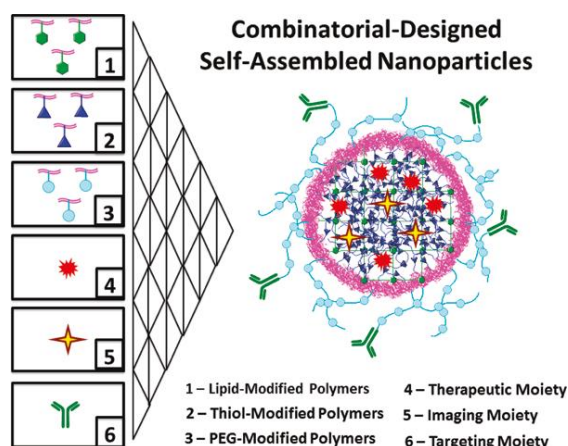 Combinatorial-Designed
Self-Assembled Nanoparticles
1
2
3
4
5
6
1 – Lipid-Modified Polymers
2 – Thiol-Modified Polymers
3 – PEG-Modified Polymers
4 – Therapeutic Moiety
5 – Imaging Moiety
6 – Targeting Moiety